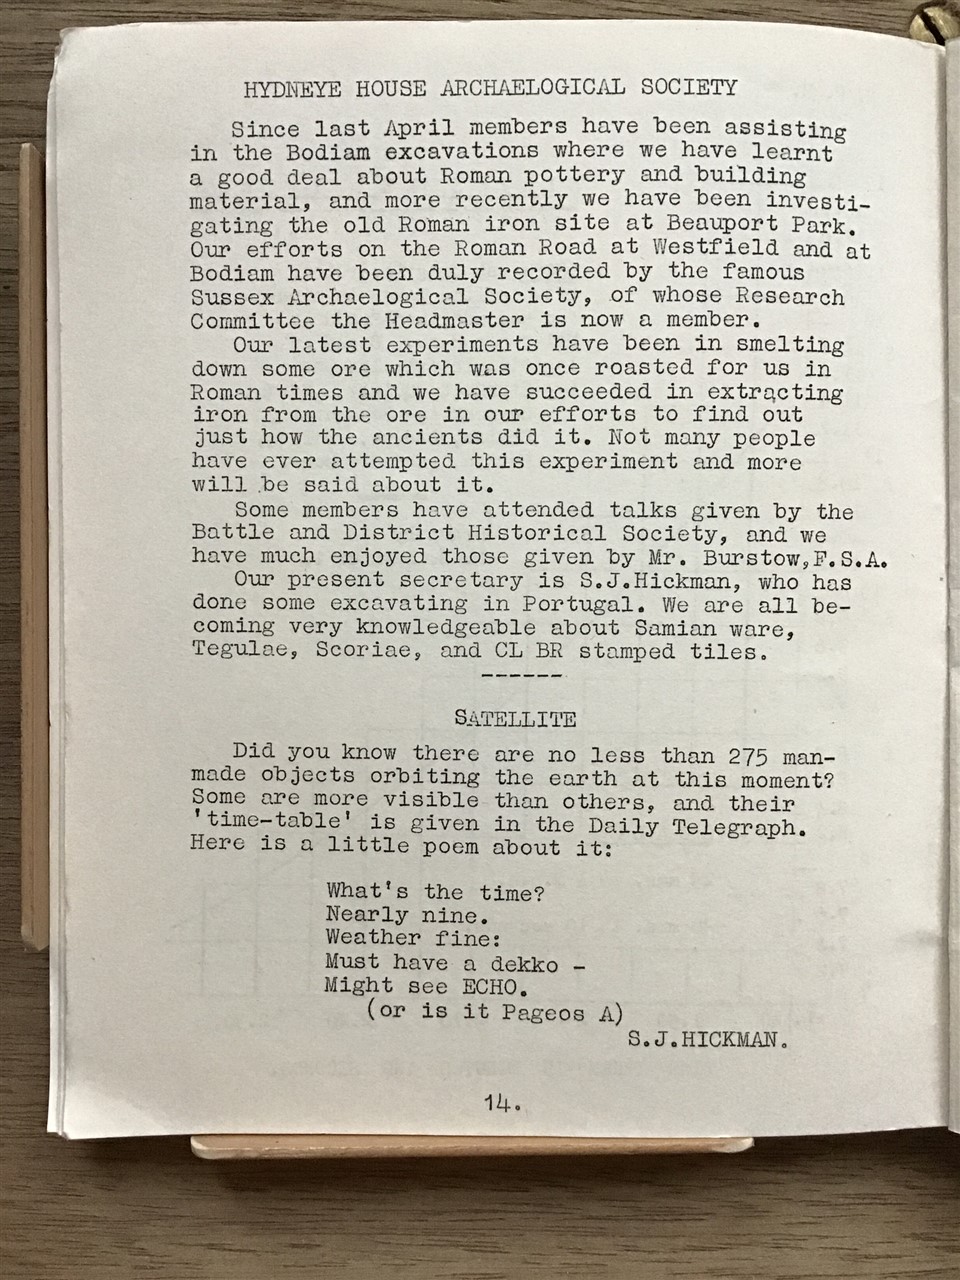 HYDNEYE HOUSE ARCHAELOGICAL SOCIETY
Since last April members have been assisting
in the Bodiam excavations where we have learnt
a good deal about Roman pottery and building
material, and more recently we have been investi-
gating the old Roman iron site at Beauport Park.
Our efforts on the Roman Road at Westfield and at
Bodiam have been duly recorded by the famous
Sussex Archaelogical Society, of whose Research
Committee the Headmaster is now a member.
Our latest experiments have been in smelting
down some ore which was once roasted for us in
Roman times and we have succeeded in extracting
iron from the ore in our efforts to find out
just how the ancients did it. Not many people
have ever attempted this experiment and more
will be said about it.
Some members have attended talks given by the
Battle and District Historical Society, and we
have much enjoyed those given by Mr. Burstow,F.S.A.
Our present secretary is S.J.Hickman, who has
done some excavating in Portugal. We are all be-
coming very knowledgeable about Samian ware,
Tegulae, Scoriae, and CL BR stamped tiles.
------
SATELLITE
Did you know there are no less than 275 man-
made objects orbiting the earth at this moment?
Some are more visible than others, and their
'time-table' is given in the Daily Telegraph.
Here is a little poem about it:
What's the time?
Nearly nine.
Weather fine:
Must have a dekko -
Might see ECHO.
(or is it Pageos A)
S.J.HICKMAN.
14.